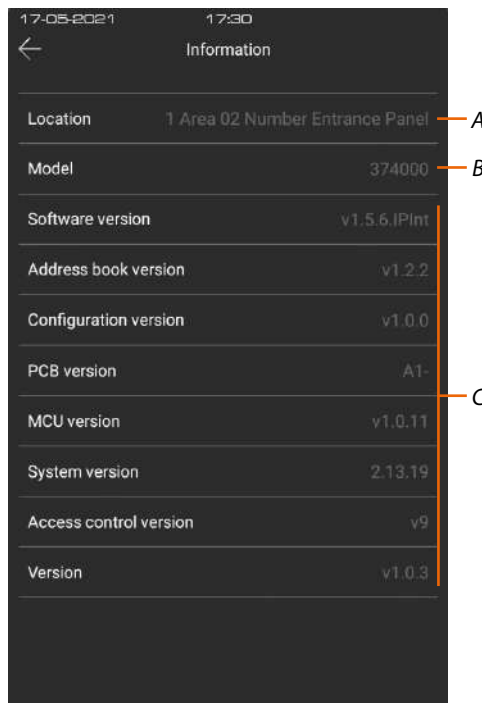 17-05-2021 17:30
Information
Location 1 Area 02 Number Entrance Panel A
Model 374000 B
Software version v1.5.6.IPInt
Address book version v1.2.2
Configuration version v1.0.0
PCB version A1-
C
MCU version v1.0.11
System version 2.13.19
Access control version v9
Version v1.0.3